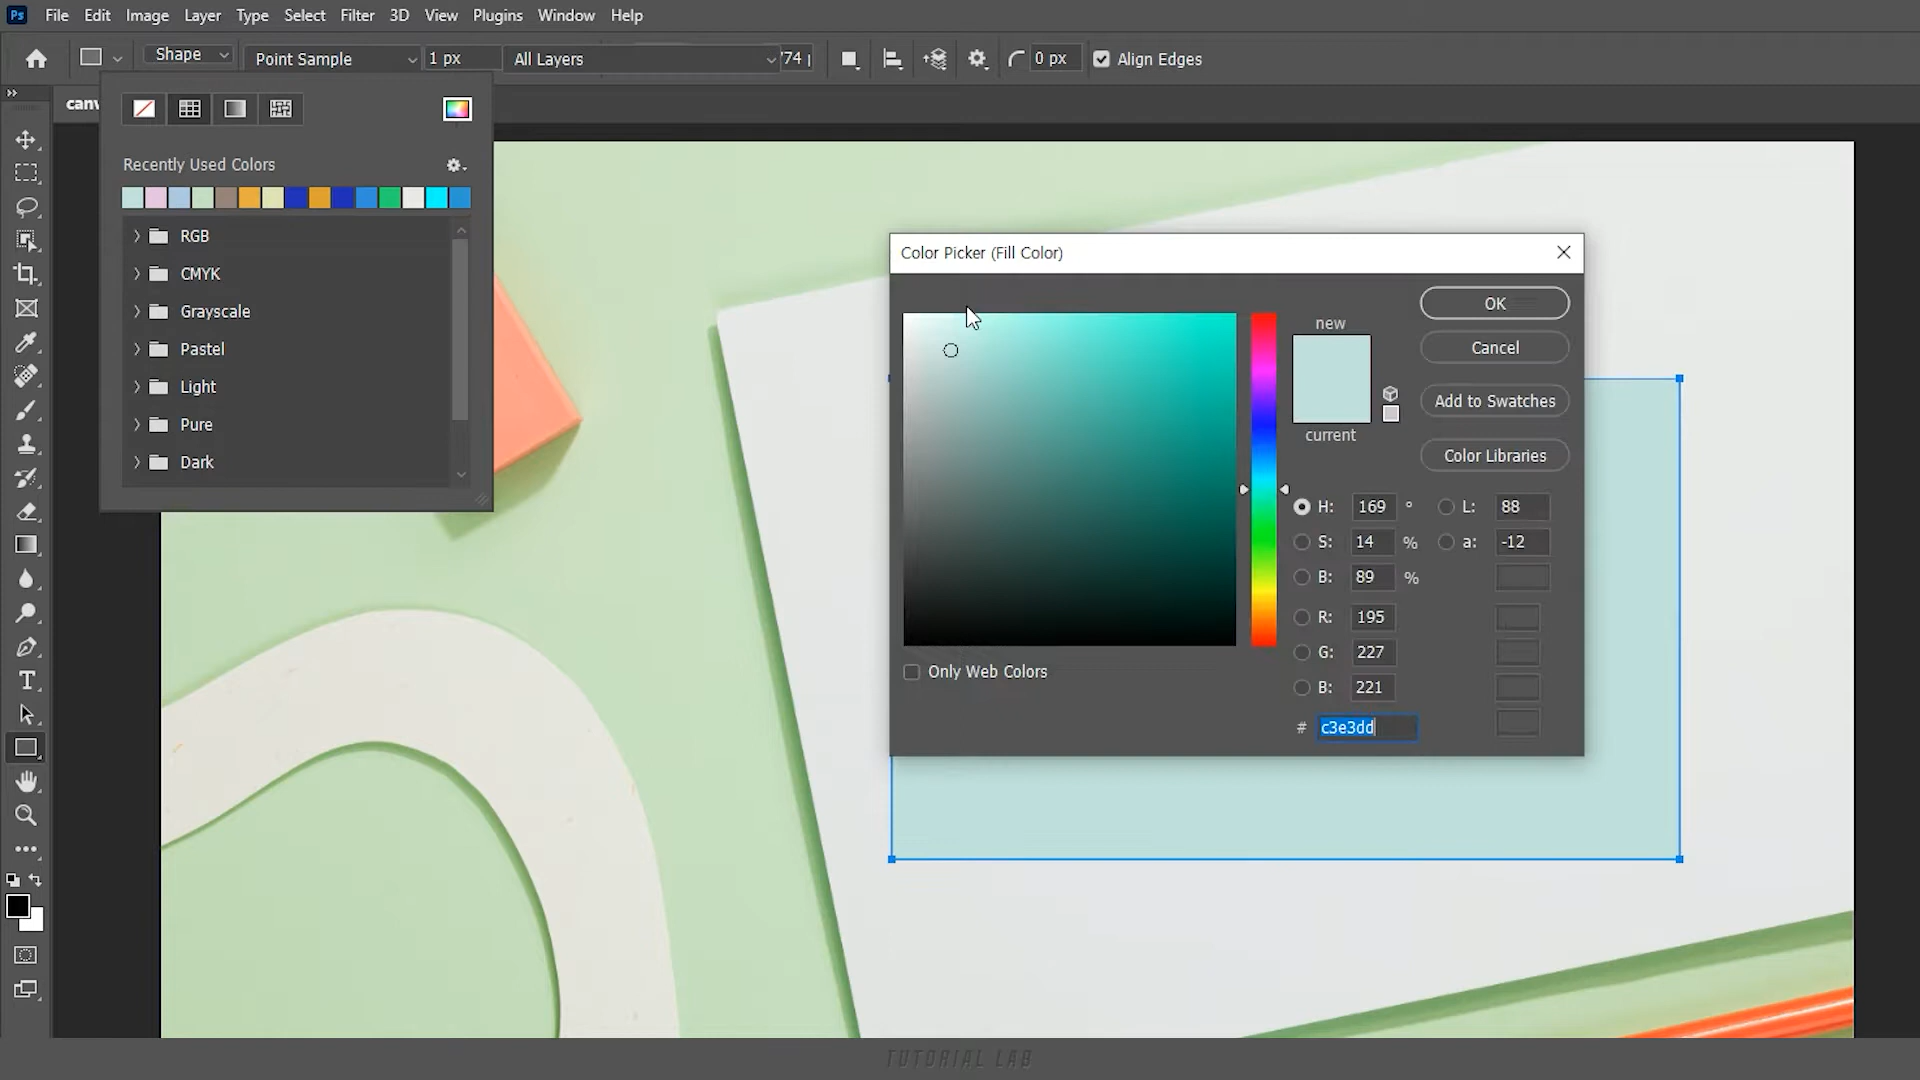 Ps File Edit Image Layer Type Select Filter 3D View Plugins Window Help
Shape Point Sample 1 px All Layers 74 0 px Align Edges
canv
Recently Used Colors
RGB
CMYK
Grayscale
Pastel
Light
Pure
Dark
Color Picker (Fill Color)
new
current
OK
Cancel
Add to Swatches
Color Libraries
H: 169 ° L: 88
S: 14 % a: -12
B: 89 %
R: 195
G: 227
B: 221
# c3e3dd
Only Web Colors
TUTORIAL LAB